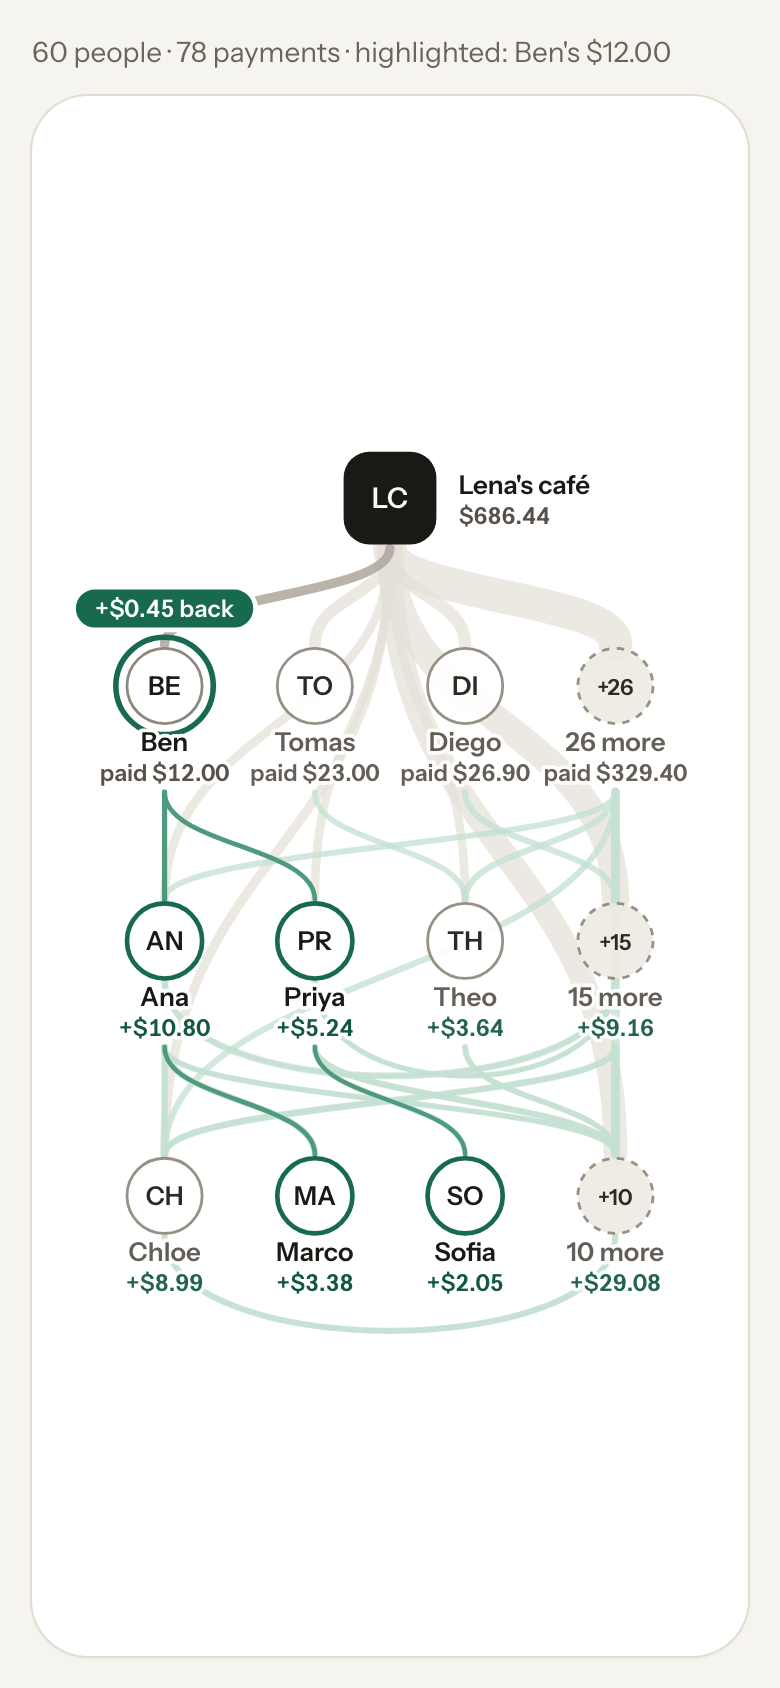 60 people · 78 payments · highlighted: Ben's $12.00
LC
Lena's café
$686.44
+$0.45 back
BE
TO
DI
+26
Ben
Tomas
Diego
26 more
paid $12.00
paid $23.00
paid $26.90
paid $329.40
AN
PR
TH
+15
Ana
Priya
Theo
15 more
+$10.80
+$5.24
+$3.64
+$9.16
CH
MA
SO
+10
Chloe
Marco
Sofia
10 more
+$8.99
+$3.38
+$2.05
+$29.08